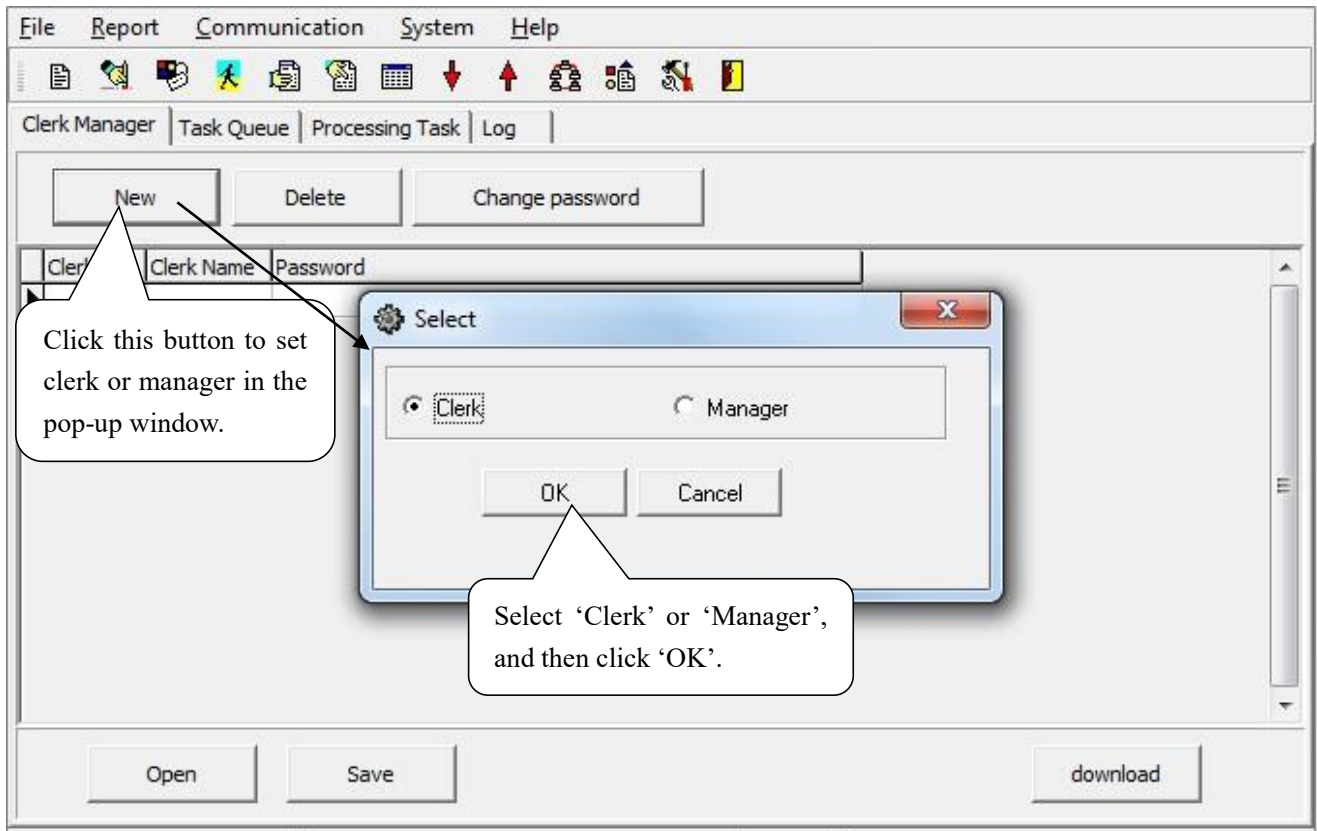 File Report Communication System Help
Clerk Manager Task Queue Processing Task Log
New Delete Change password
Clerk Name Password
Select
Click this button to set
clerk or manager in the
pop-up window.
Clerk Manager
OK Cancel
Select ‘Clerk’ or ‘Manager’,
and then click ‘OK’.
Open Save download